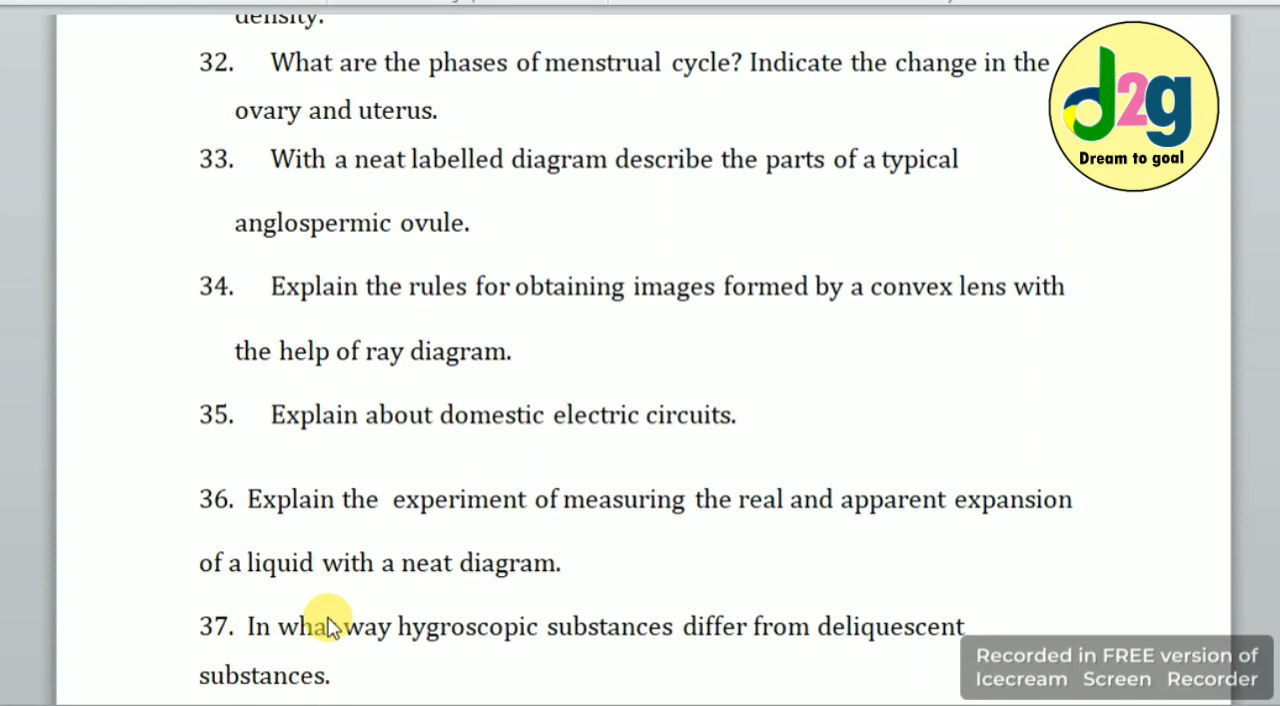 density.
32. What are the phases of menstrual cycle? Indicate the change in the
ovary and uterus.
33. With a neat labelled diagram describe the parts of a typical
anglospermic ovule.
34. Explain the rules for obtaining images formed by a convex lens with
the help of ray diagram.
35. Explain about domestic electric circuits.
36. Explain the experiment of measuring the real and apparent expansion
of a liquid with a neat diagram.
37. In what way hygroscopic substances differ from deliquescent
substances.
d2g
Dream to goal
Recorded in FREE version of
Icecream Screen Recorder